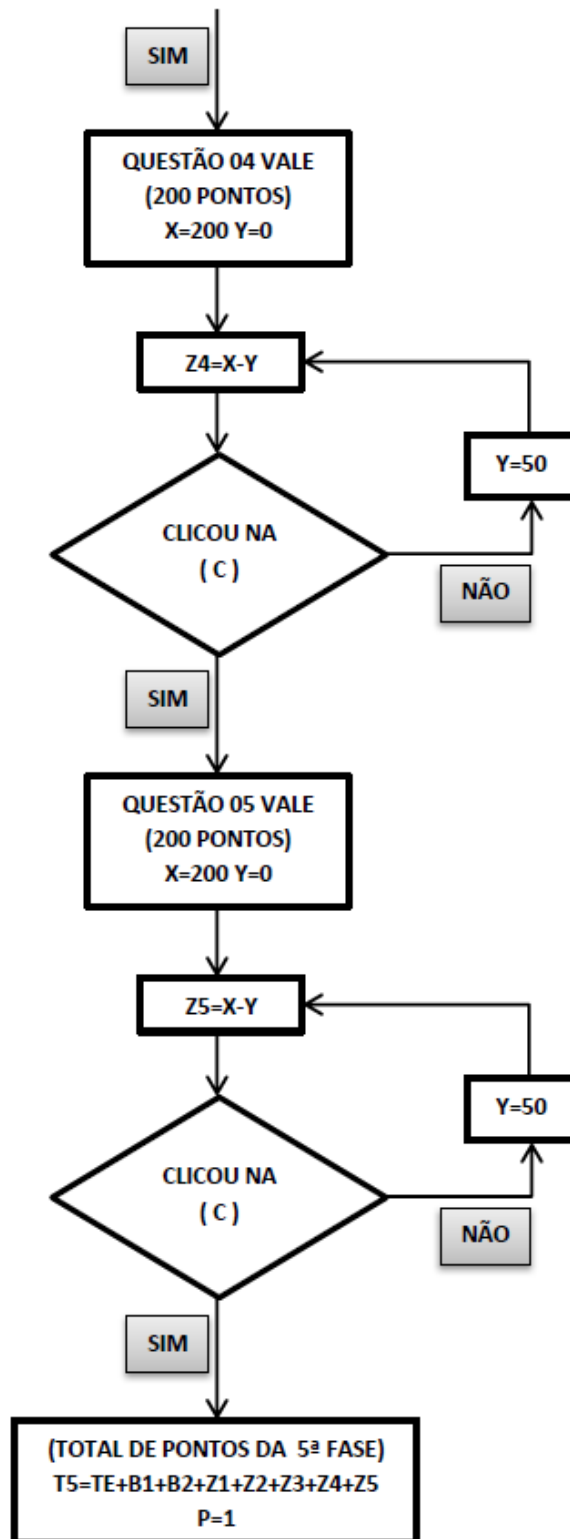 SIM
QUESTÃO 04 VALE
(200 PONTOS)
X=200 Y=0
Z4=X-Y
Y=50
CLICOU NA
( C )
NÃO
SIM
QUESTÃO 05 VALE
(200 PONTOS)
X=200 Y=0
Z5=X-Y
Y=50
CLICOU NA
( C )
NÃO
SIM
(TOTAL DE PONTOS DA 5ª FASE)
T5=TE+B1+B2+Z1+Z2+Z3+Z4+Z5
P=1